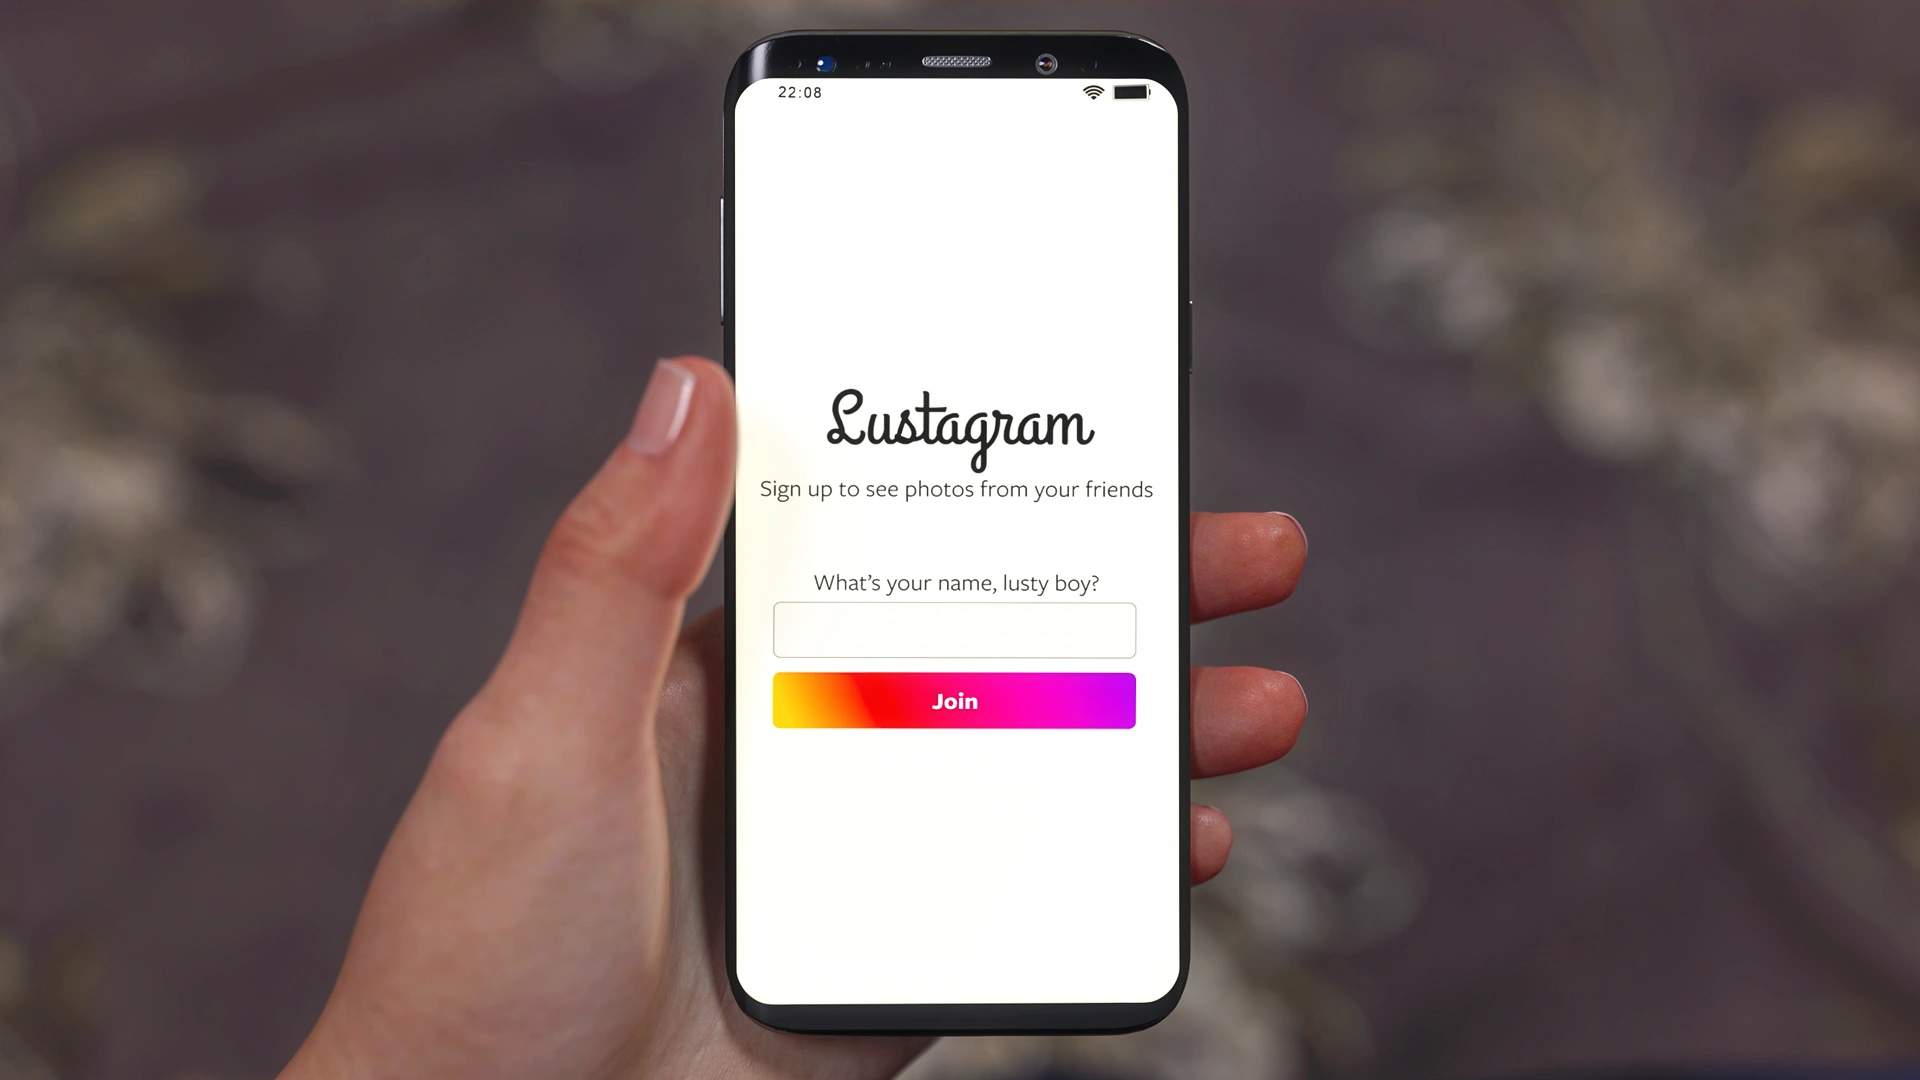 22:08
Lustagram
Sign up to see photos from your friends
What's your name, lusty boy?
Join